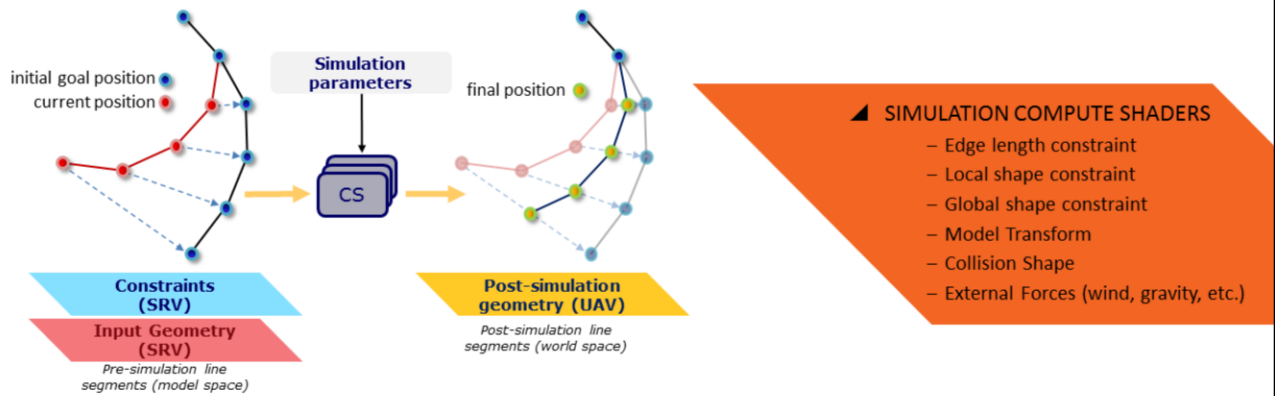 initial goal position
current position
Simulation
parameters
CS
Constraints
(SRV)
Input Geometry
(SRV)
Pre-simulation line
segments (model space)
final position
Post-simulation
geometry (UAV)
Post-simulation line
segments (world space)
SIMULATION COMPUTE SHADERS
– Edge length constraint
– Local shape constraint
– Global shape constraint
– Model Transform
– Collision Shape
– External Forces (wind, gravity, etc.)